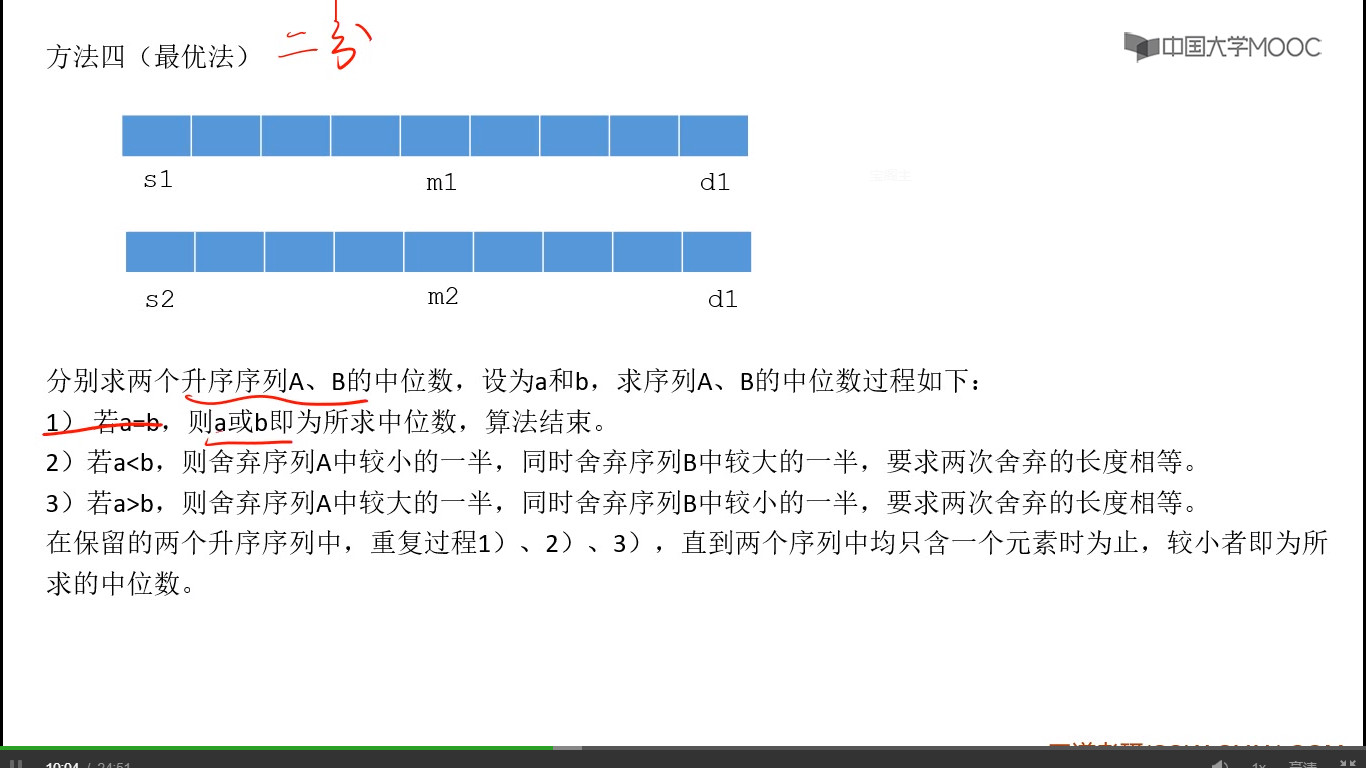 方法四（最优法） 二分
中国大学MOOC
s1 m1 d1
s2 m2 d1
分别求两个升序序列A、B的中位数，设为a和b，求序列A、B的中位数过程如下：
1） 若a=b，则a或b即为所求中位数，算法结束。
2）若a<b，则舍弃序列A中较小的一半，同时舍弃序列B中较大的一半，要求两次舍弃的长度相等。
3）若a>b，则舍弃序列A中较大的一半，同时舍弃序列B中较小的一半，要求两次舍弃的长度相等。
在保留的两个升序序列中，重复过程1）、2）、3），直到两个序列中均只含一个元素时为止，较小者即为所
求的中位数。
10:04 / 24:51 1x 高清